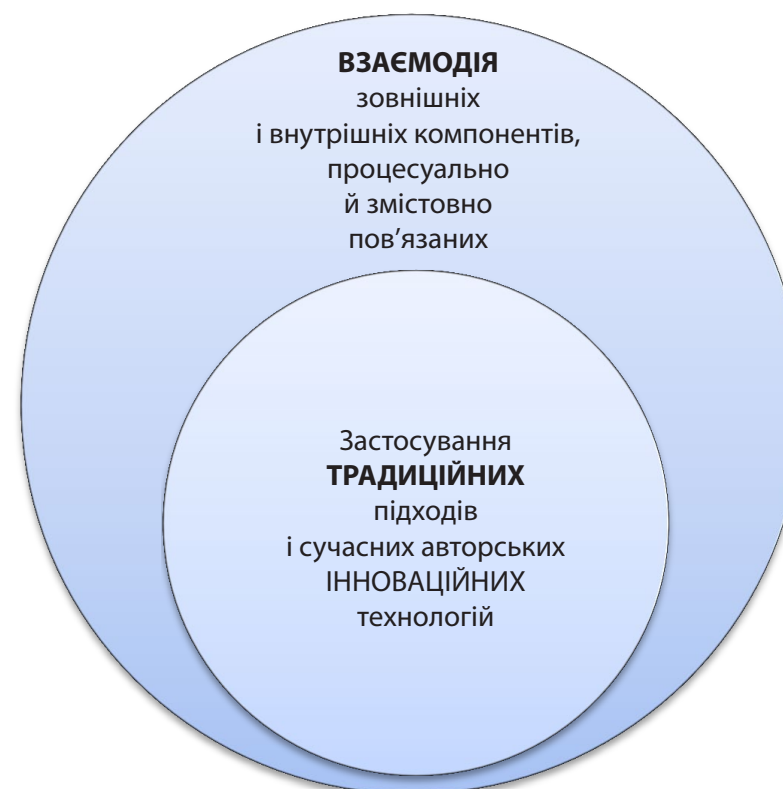 ВЗАЄМОДІЯ
зовнішніх
і внутрішніх компонентів,
процесуально
й змістовно
пов’язаних
Застосування
ТРАДИЦІЙНИХ
підходів
і сучасних авторських
ІННОВАЦІЙНИХ
технологій